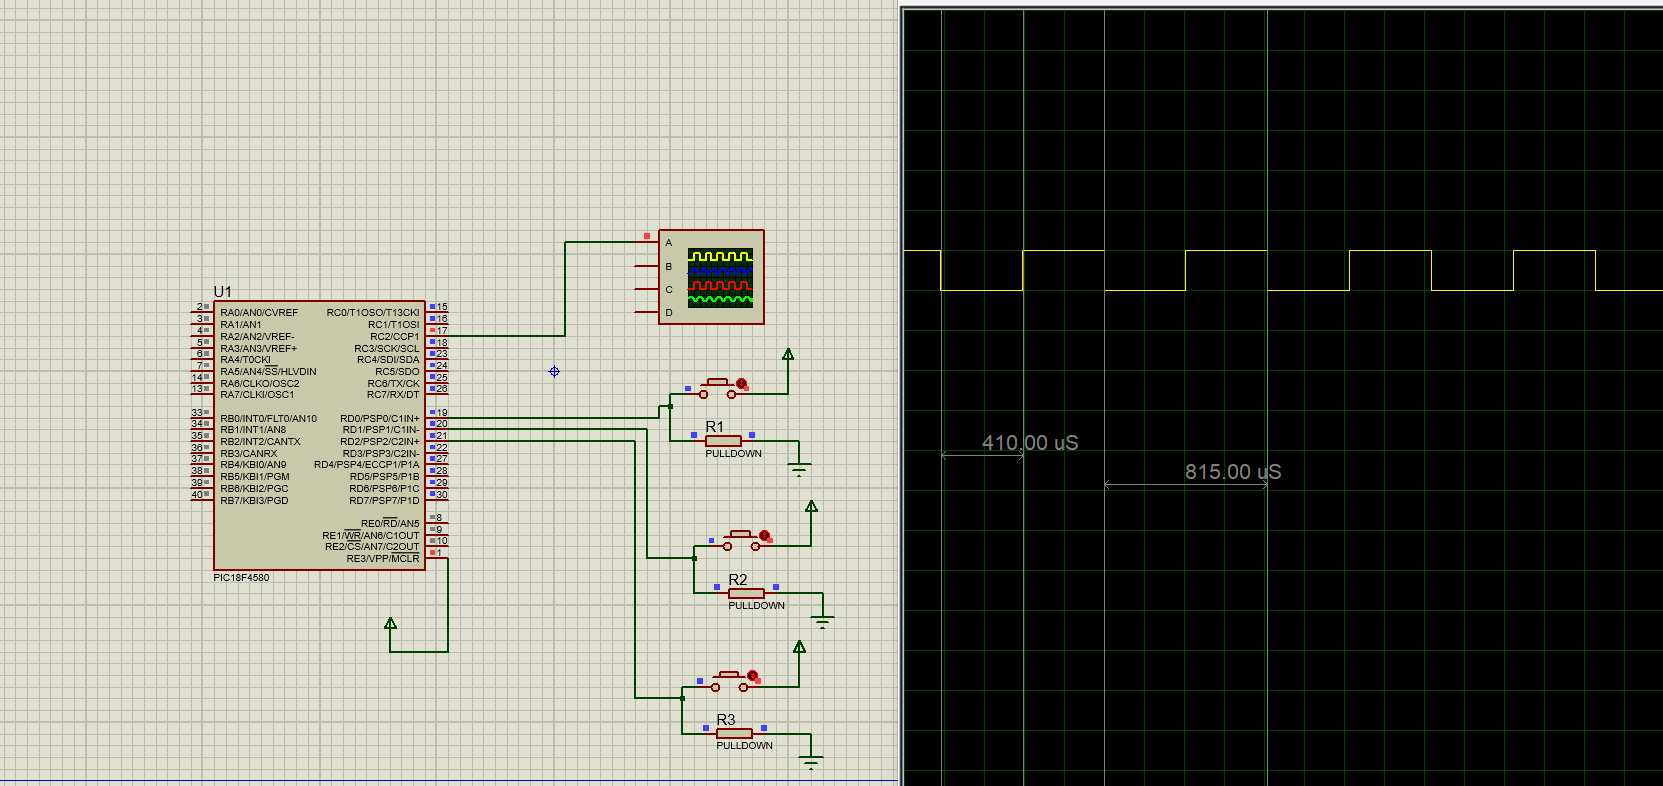 U1
2 RA0/AN0/CVREF
3 RA1/AN1
4 RA2/AN2/VREF-
5 RA3/AN3/VREF+
6 RA4/T0CKI
7 RA5/AN4/SS/HLVDIN
14 RA6/CLKO/OSC2
13 RA7/CLKI/OSC1
33 RB0/INT0/FLT0/AN10
34 RB1/INT1/AN8
35 RB2/INT2/CANTX
36 RB3/CANRX
37 RB4/KBI0/AN9
38 RB5/KBI1/PGM
39 RB6/KBI2/PGC
40 RB7/KBI3/PGD
RC0/T1OSO/T13CKI 15
RC1/T1OSI 16
RC2/CCP1 17
RC3/SCK/SCL 18
RC4/SDI/SDA 23
RC5/SDO 24
RC6/TX/CK 25
RC7/RX/DT 26
RD0/PSP0/C1IN+ 19
RD1/PSP1/C1IN- 20
RD2/PSP2/C2IN+ 21
RD3/PSP3/C2IN- 22
RD4/PSP4/ECCP1/P1A 27
RD5/PSP5/P1B 28
RD6/PSP6/P1C 29
RD7/PSP7/P1D 30
RE0/RD/AN5 8
RE1/WR/AN6/C1OUT 9
RE2/CS/AN7/C2OUT 10
RE3/VPP/MCLR 1
PIC18F4580
A
B
C
D
R1
PULLDOWN
R2
PULLDOWN
R3
PULLDOWN
410.00 uS
815.00 uS